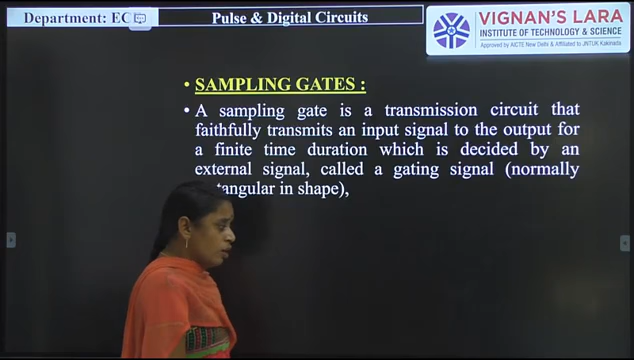 Department: EC
Pulse & Digital Circuits
VIGNAN'S LARA
INSTITUTE OF TECHNOLOGY & SCIENCE
Approved by AICTE New Delhi & Affiliated to JNTUK Kakinada
• SAMPLING GATES :
• A sampling gate is a transmission circuit that
faithfully transmits an input signal to the output for
a finite time duration which is decided by an
external signal, called a gating signal (normally
tangular in shape),